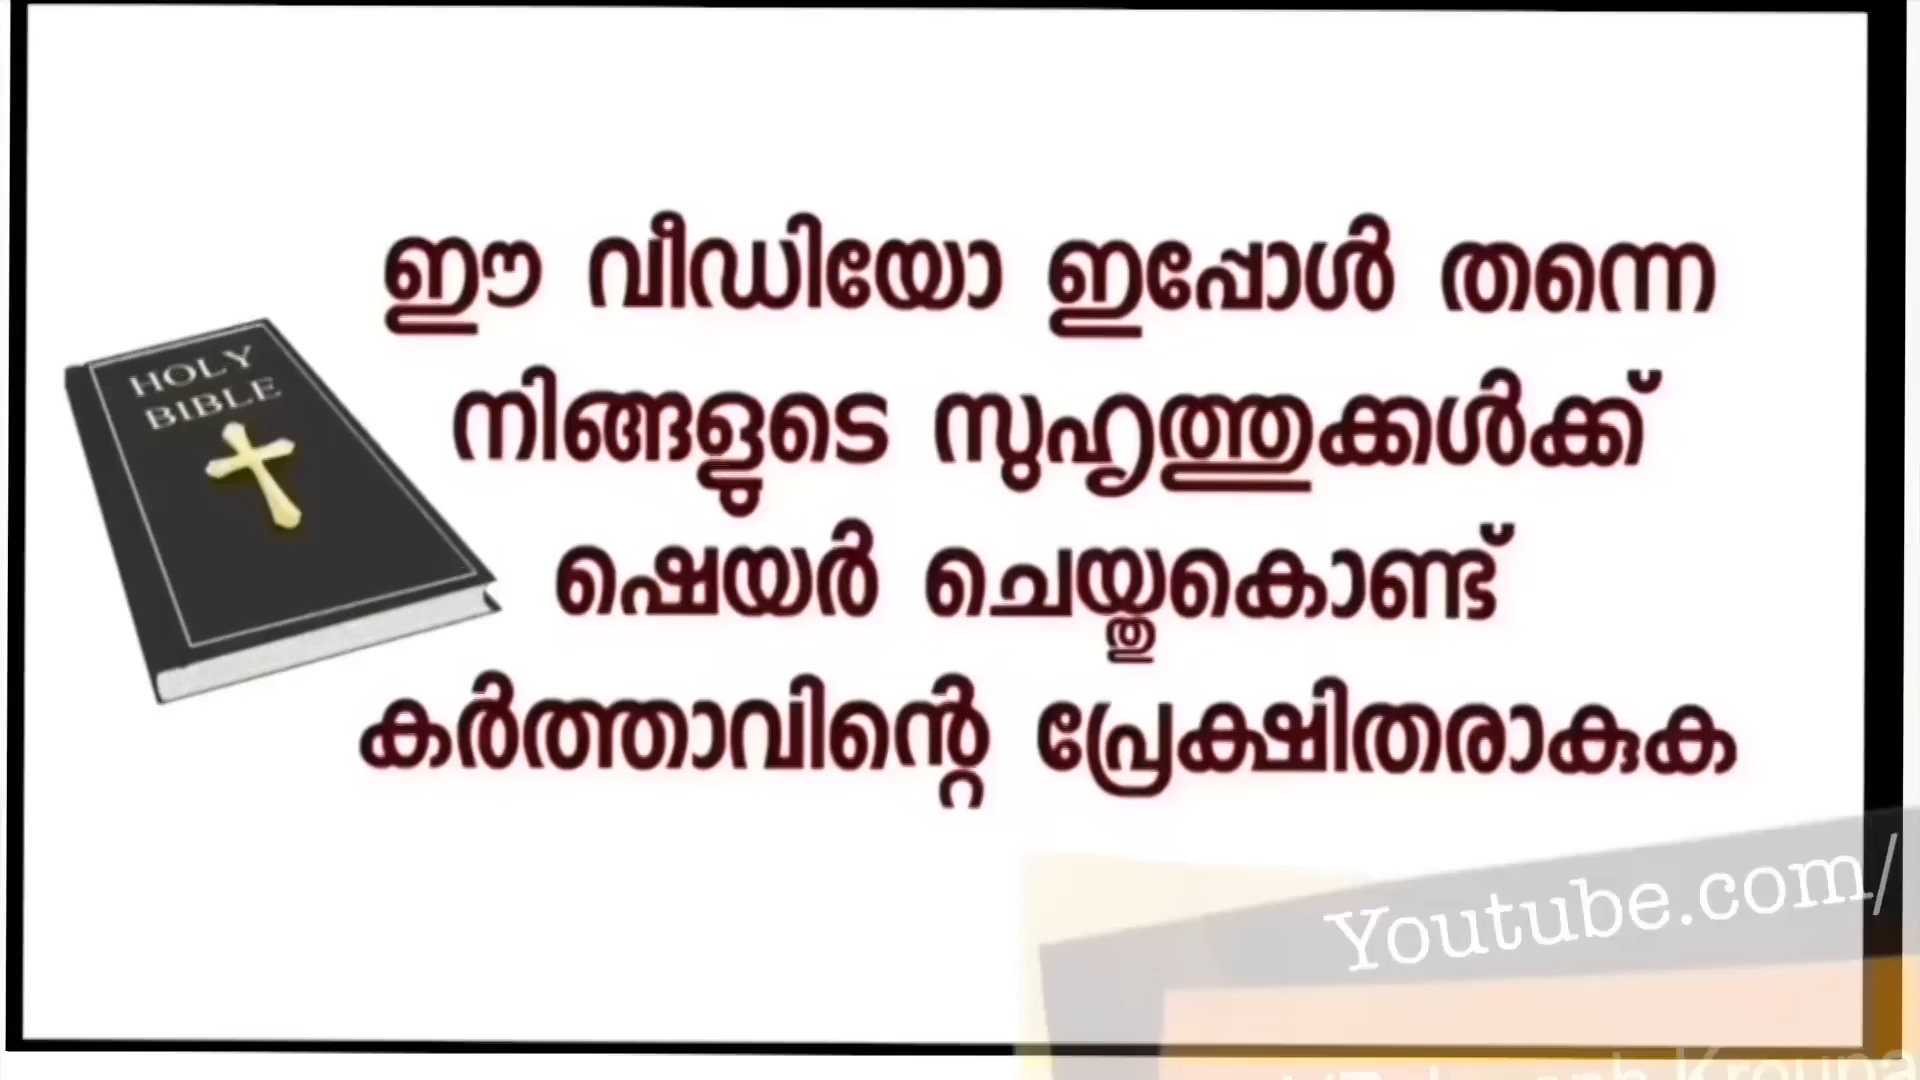 ഈ വീഡിയോ ഇപ്പോൾ തന്നെ
നിങ്ങളുടെ സുഹൃത്തുക്കൾക്ക്
ഷെയർ ചെയ്തുകൊണ്ട്
കർത്താവിന്റെ പ്രേക്ഷിതരാകുക
HOLY
BIBLE
Youtube.com/